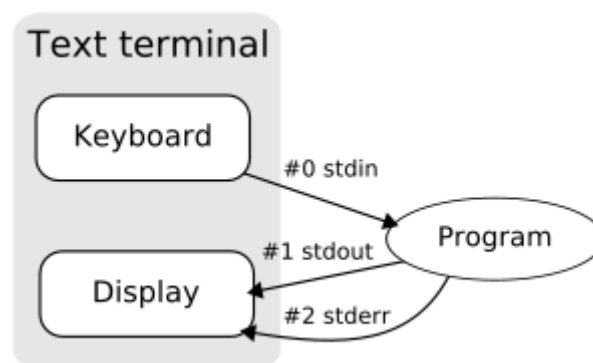 Text terminal
Keyboard
#0 stdin
Program
#1 stdout
Display
#2 stderr